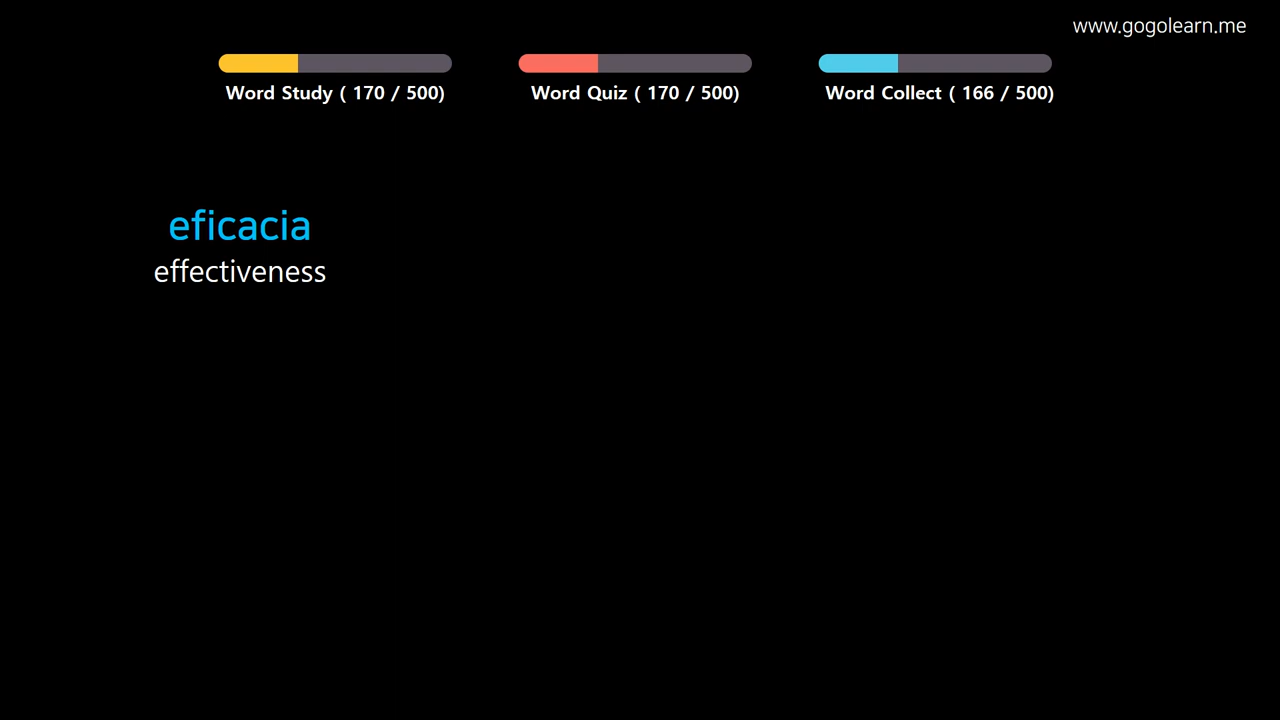 www.gogolearn.me
Word Study ( 170 / 500)
Word Quiz ( 170 / 500)
Word Collect ( 166 / 500)
eficacia
effectiveness